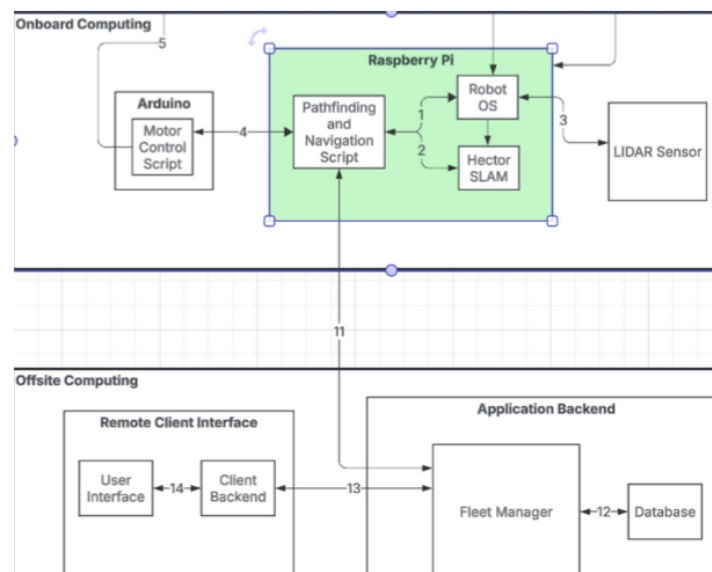 Onboard Computing
5
Raspberry Pi
Arduino
Motor
Control
Script
4
Pathfinding
and
Navigation
Script
1
2
Robot
OS
Hector
SLAM
3
LIDAR Sensor
11
Offsite Computing
Remote Client Interface
User
Interface
14
Client
Backend
13
Application Backend
Fleet Manager
12
Database